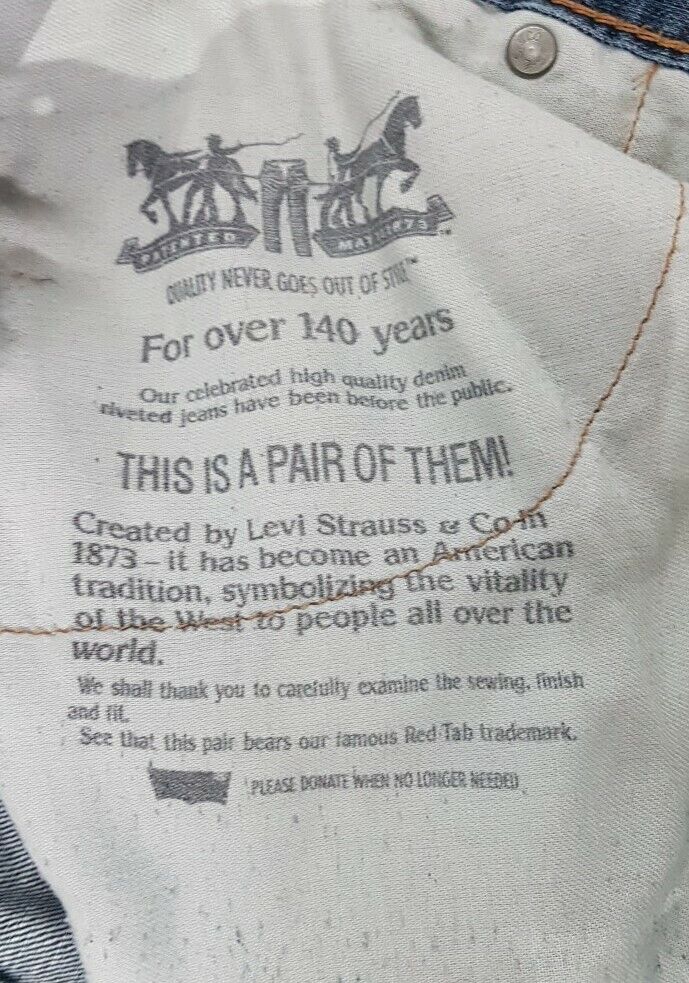 PATENTED MAY 1873 ™
QUALITY NEVER GOES OUT OF STYLE™
For over 140 years
Our celebrated high quality denim
riveted jeans have been before the public.
THIS IS A PAIR OF THEM!
Created by Levi Strauss & Co in
1873 – it has become an American
tradition, symbolizing the vitality
of the West to people all over the
world.
We shall thank you to carefully examine the sewing, finish
and fit.
See that this pair bears our famous Red Tab trademark.
PLEASE DONATE WHEN NO LONGER NEEDED